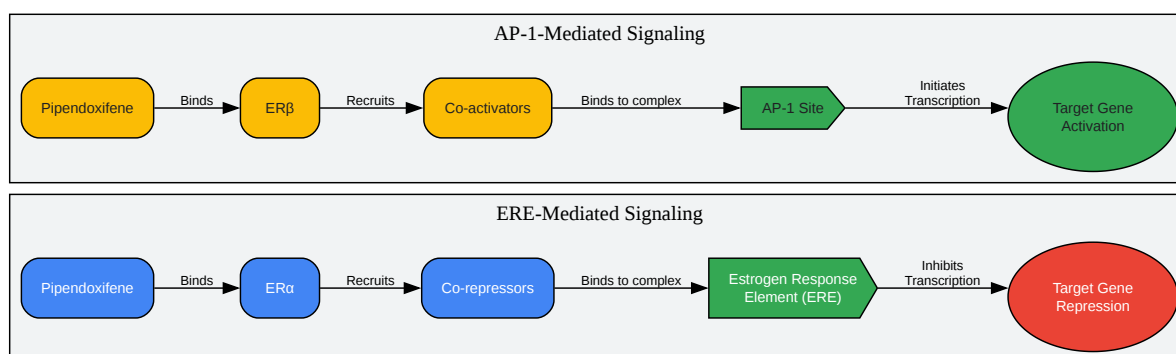 AP-1-Mediated Signaling
Pipendoxifene
Binds
ERβ
Recruits
Co-activators
Binds to complex
AP-1 Site
Initiates
Transcription
Target Gene
Activation
ERE-Mediated Signaling
Pipendoxifene
Binds
ERα
Recruits
Co-repressors
Binds to complex
Estrogen Response
Element (ERE)
Inhibits
Transcription
Target Gene
Repression